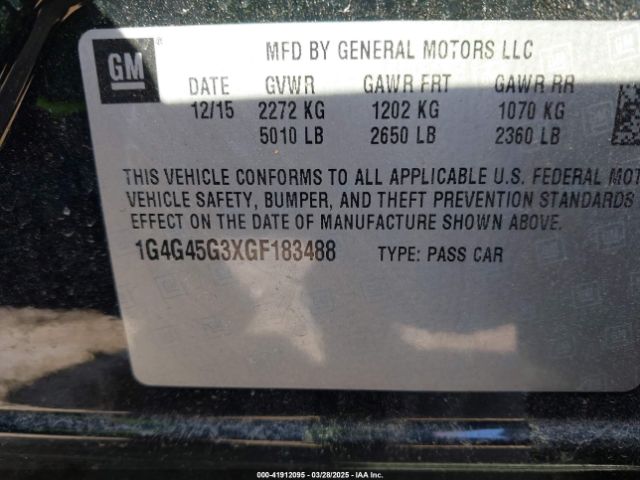 GM ® MFD BY GENERAL MOTORS LLC
DATE GVWR GAWR FRT GAWR RR
12/15 2272 KG 1202 KG 1070 KG
5010 LB 2650 LB 2360 LB
THIS VEHICLE CONFORMS TO ALL APPLICABLE U.S. FEDERAL MOT
VEHICLE SAFETY, BUMPER, AND THEFT PREVENTION STANDARDS
EFFECT ON THE DATE OF MANUFACTURE SHOWN ABOVE.
1G4G45G3XGF183488 TYPE: PASS CAR
000-41912095 - 03/28/2025 - IAAI.COM